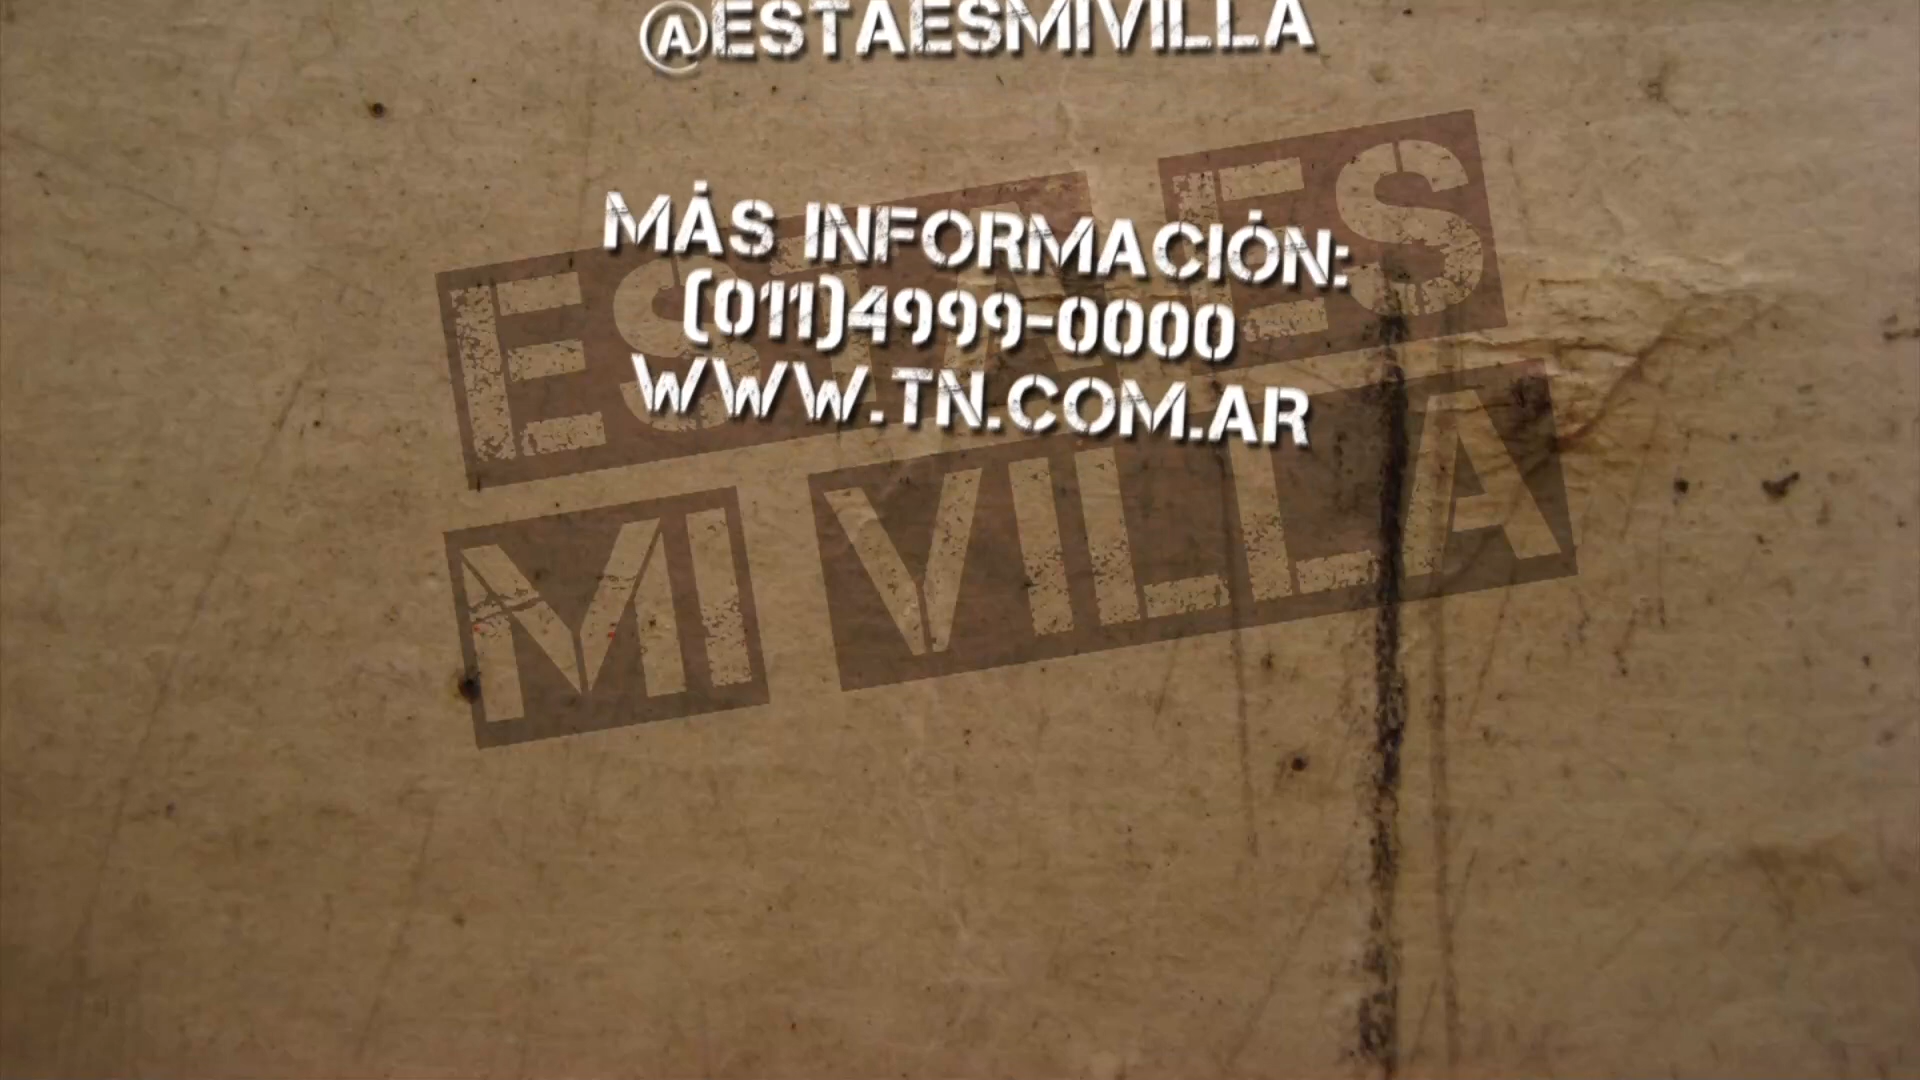 @ESTAESMIVILLA
MÁS INFORMACIÓN:
(011)4999-0000
WWW.TN.COM.AR
ESTA ES
MI VILLA